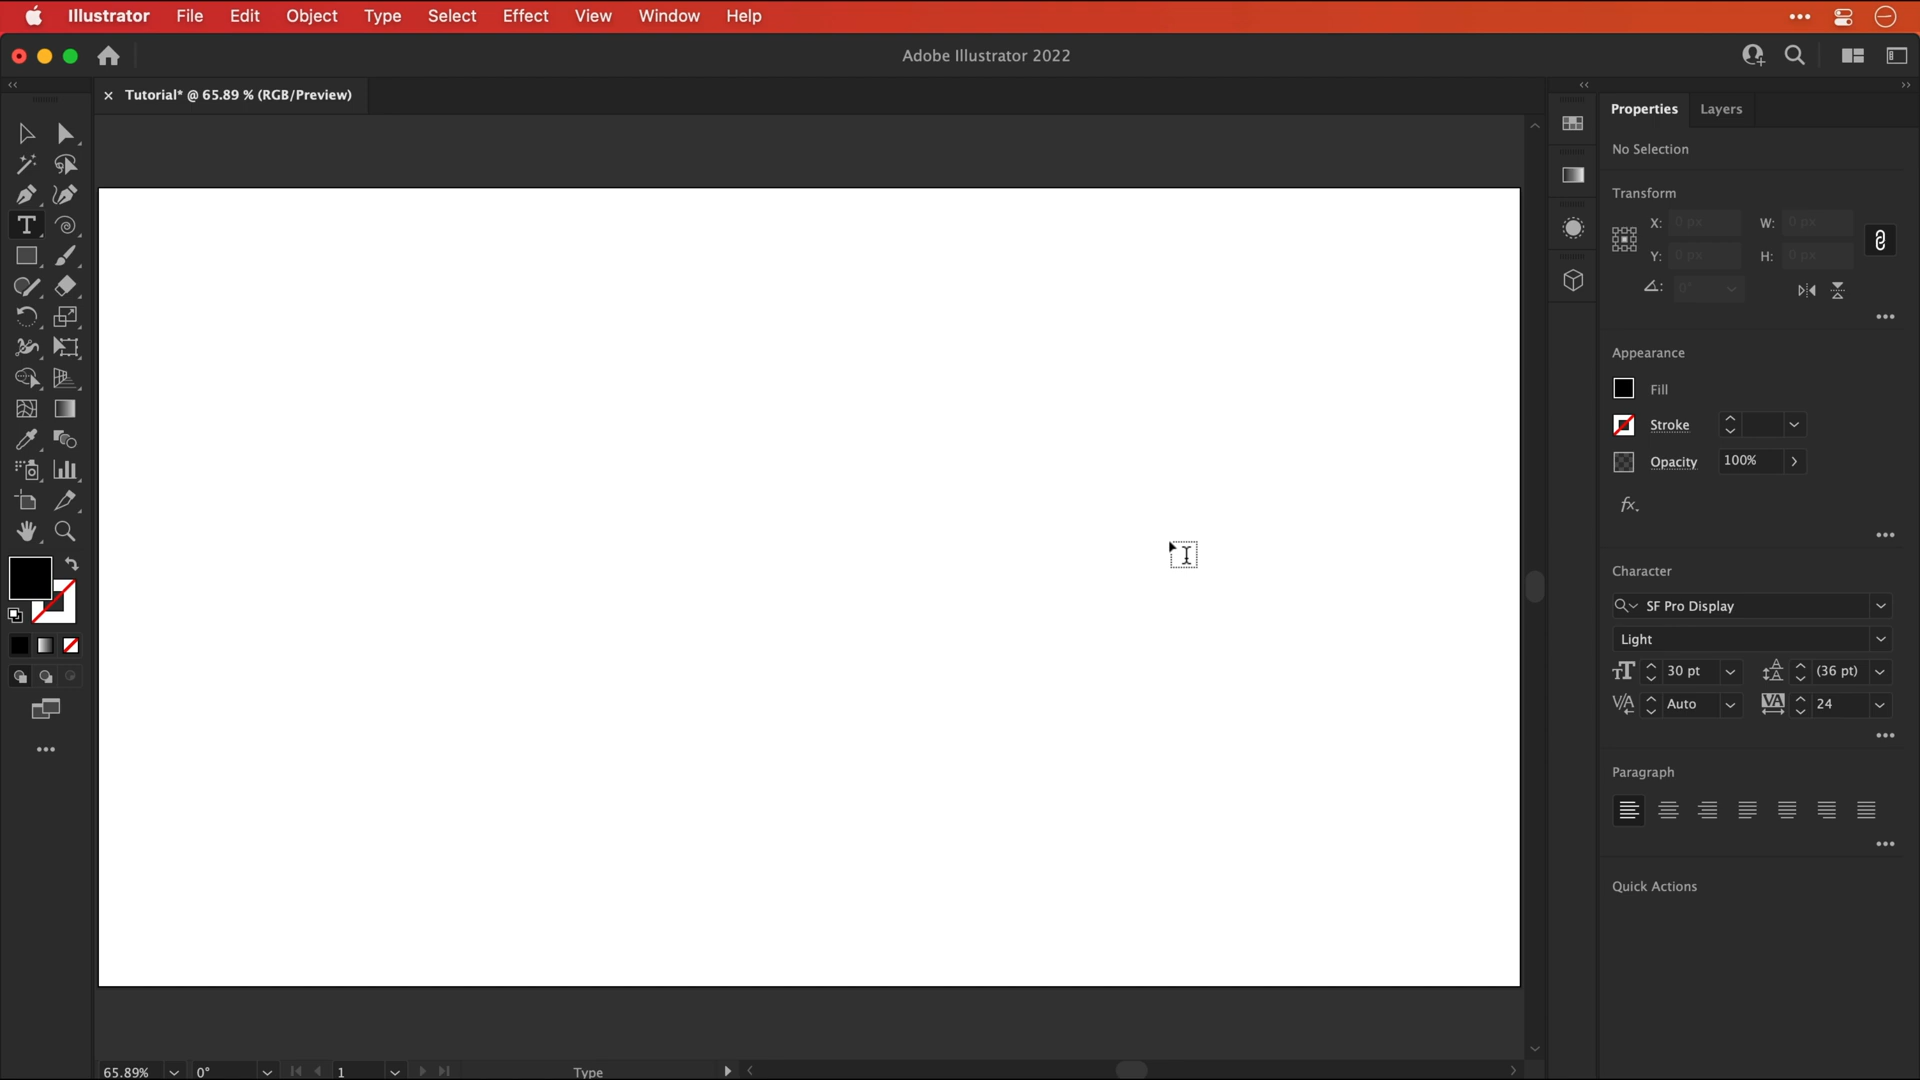 Illustrator File Edit Object Type Select Effect View Window Help
Adobe Illustrator 2022
Tutorial* @ 65.89 % (RGB/Preview)
Properties Layers
No Selection
Transform
X: 0 px W: 0 px
Y: 0 px H: 0 px
0°
Appearance
Fill
Stroke
Opacity 100%
fx.
Character
SF Pro Display
Light
30 pt (36 pt)
Auto 24
Paragraph
Quick Actions
65.89% 0° 1 Type